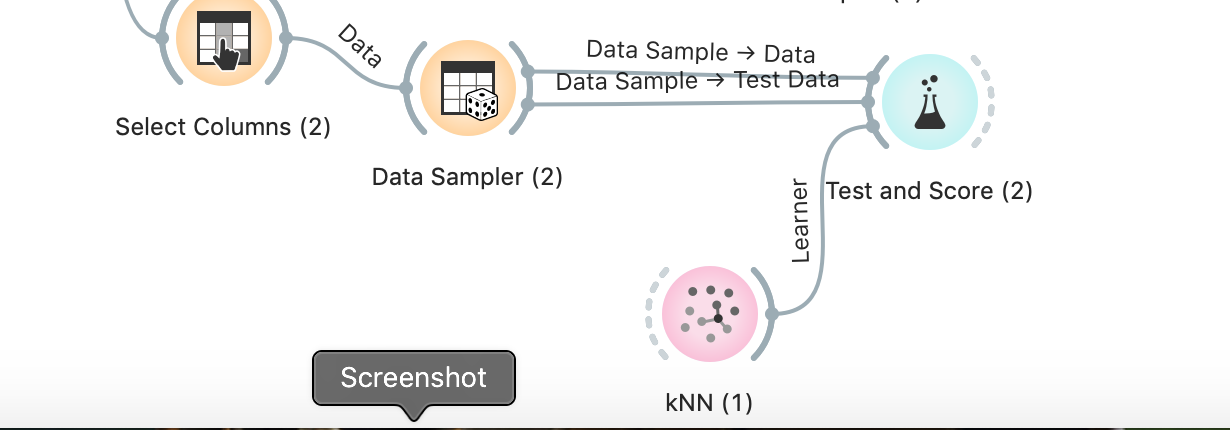 Data
Data Sample → Data
Data Sample → Test Data
Select Columns (2)
Data Sampler (2)
Test and Score (2)
Learner
Screenshot
kNN (1)